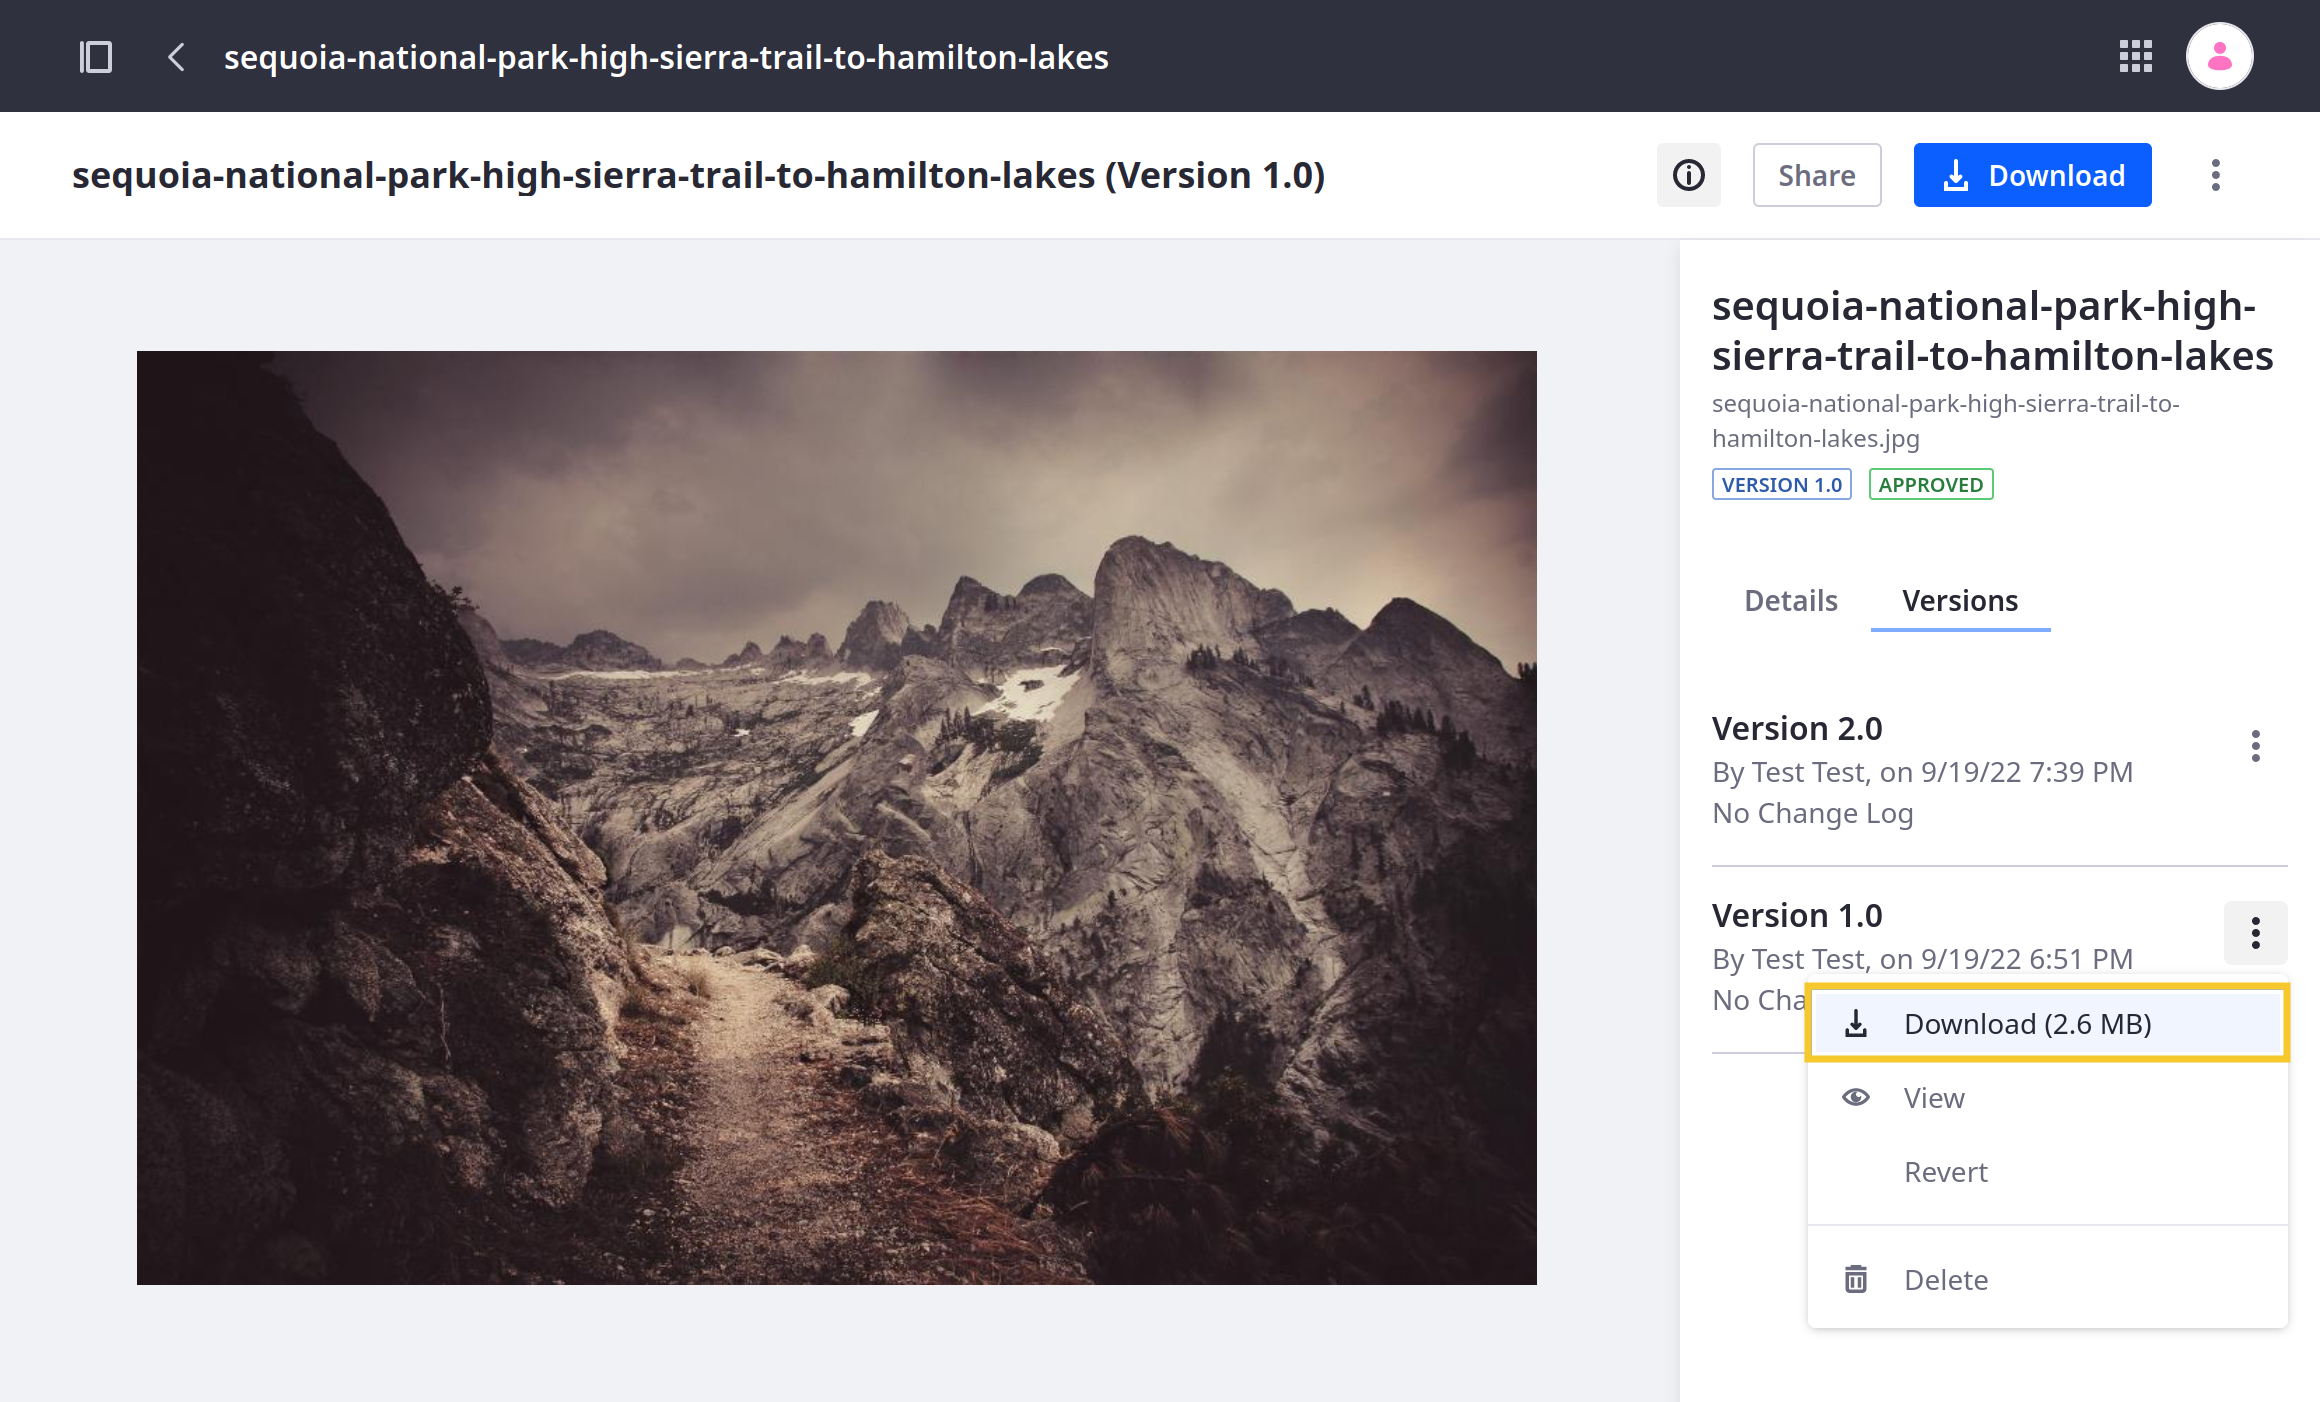 sequoia-national-park-high-sierra-trail-to-hamilton-lakes
sequoia-national-park-high-sierra-trail-to-hamilton-lakes (Version 1.0)
Share
Download
sequoia-national-park-high-
sierra-trail-to-hamilton-lakes
sequoia-national-park-high-sierra-trail-to-
hamilton-lakes.jpg
VERSION 1.0 APPROVED
Details Versions
Version 2.0
By Test Test, on 9/19/22 7:39 PM
No Change Log
Version 1.0
By Test Test, on 9/19/22 6:51 PM
No Cha
Download (2.6 MB)
View
Revert
Delete